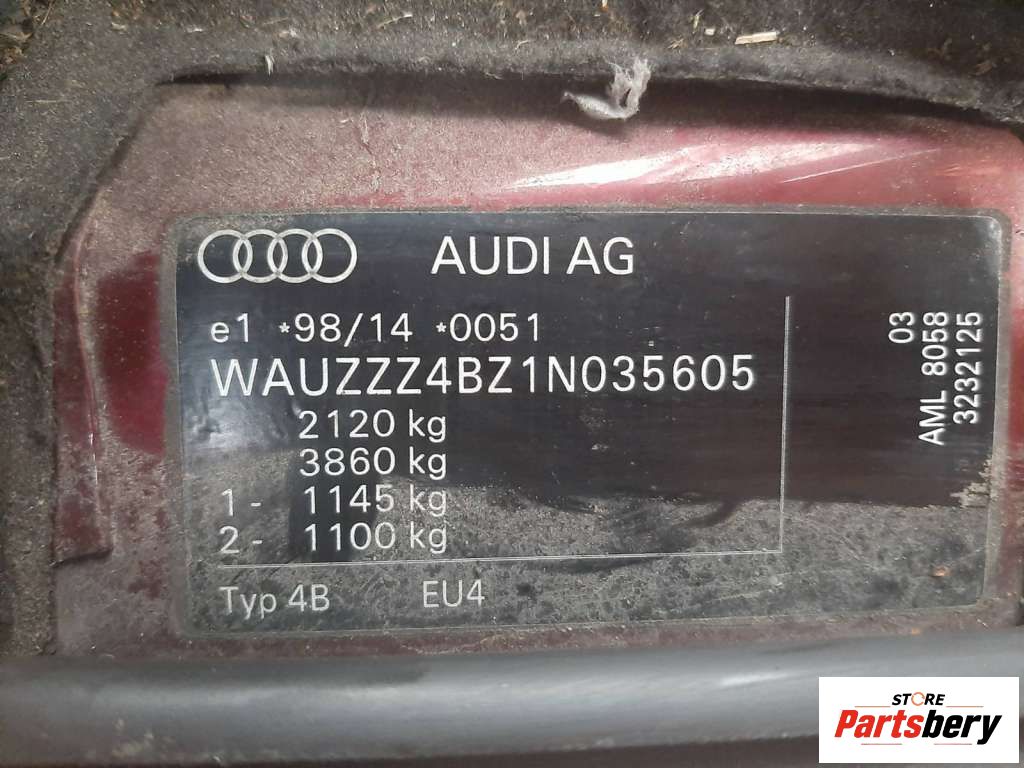 AUDI AG
e1 *98/14 *0051
WAUZZZ4BZ1N035605
2120 kg
3860 kg
1 - 1145 kg
2 - 1100 kg
Typ 4B EU4
03
AML 8058
3232125
STORE
Partsbery